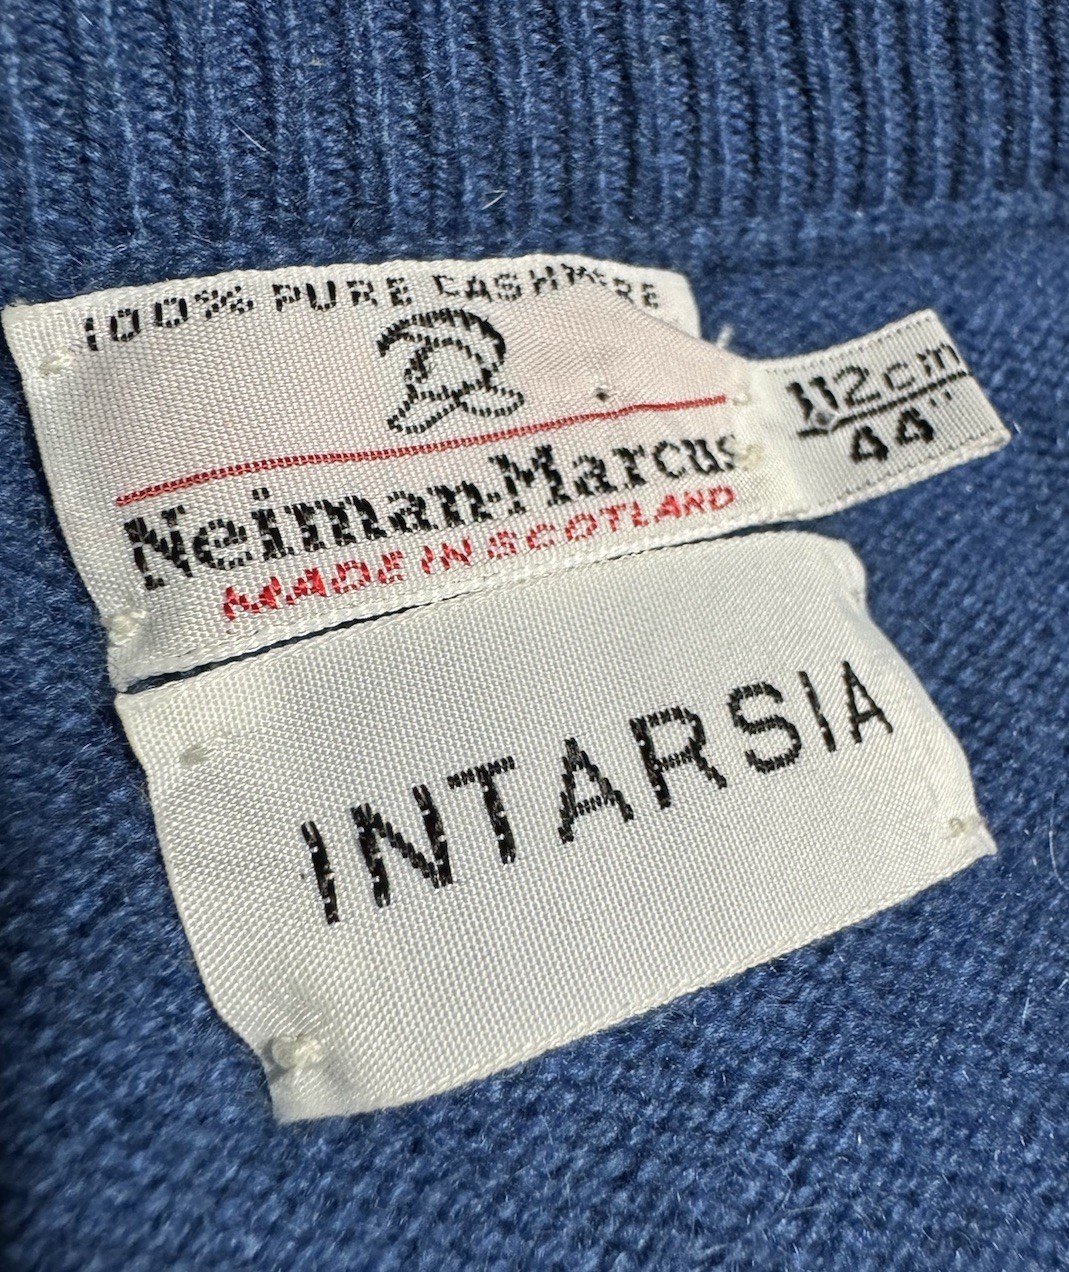 100% PURE CASHMERE
Neiman-Marcus
MADE IN SCOTLAND
112cm
44"
INTARSIA